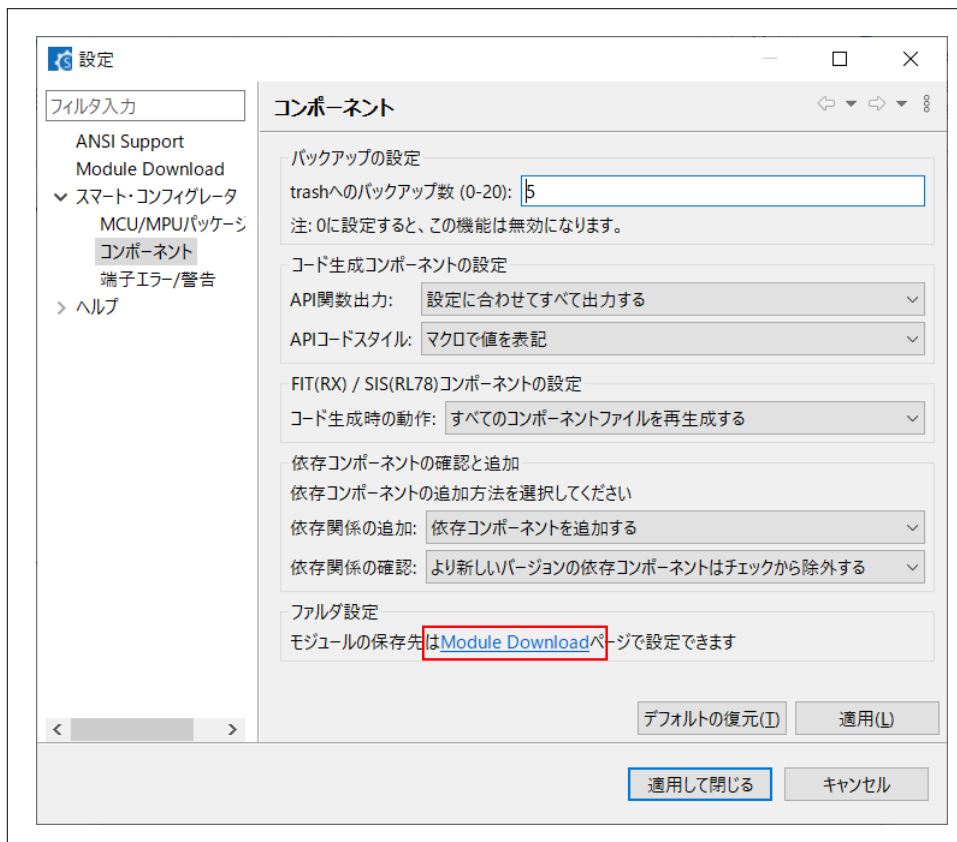 設定
フィルタ入力
ANSI Support
Module Download
スマート・コンフィグレータ
MCU/MPUパッケージ
コンポーネント
端子エラー/警告
ヘルプ
コンポーネント
バックアップの設定
trashへのバックアップ数 (0-20): 5
注: 0に設定すると、この機能は無効になります。
コード生成コンポーネントの設定
API関数出力: 設定に合わせてすべて出力する
APIコードスタイル: マクロで値を表記
FIT(RX) / SIS(RL78)コンポーネントの設定
コード生成時の動作: すべてのコンポーネントファイルを再生成する
依存コンポーネントの確認と追加
依存コンポーネントの追加方法を選択してください
依存関係の追加: 依存コンポーネントを追加する
依存関係の確認: より新しいバージョンの依存コンポーネントはチェックから除外する
ファルダ設定
モジュールの保存先はModule Downloadページで設定できます
デフォルトの復元(T) 適用(L)
適用して閉じる キャンセル